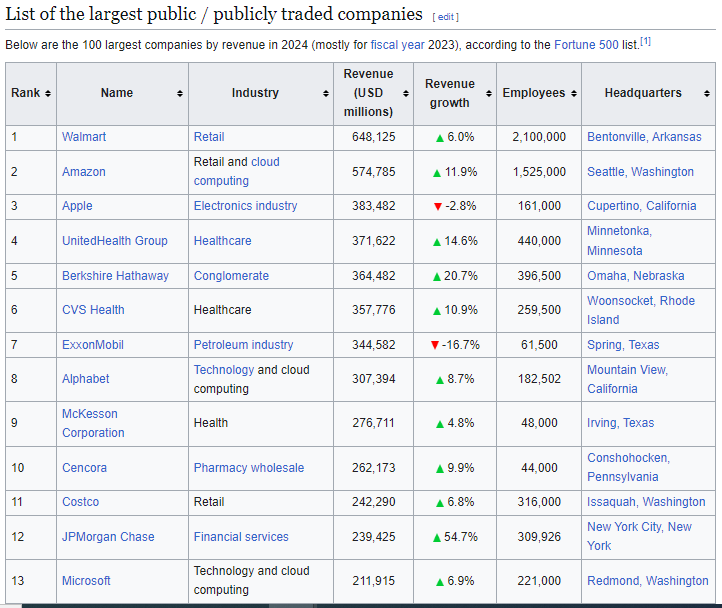 List of the largest public / publicly traded companies [ edit ]
Below are the 100 largest companies by revenue in 2024 (mostly for fiscal year 2023), according to the Fortune 500 list.[1]
Rank Name Industry Revenue (USD millions) Revenue growth Employees Headquarters
1 Walmart Retail 648,125 ▲ 6.0% 2,100,000 Bentonville, Arkansas
2 Amazon Retail and cloud computing 574,785 ▲ 11.9% 1,525,000 Seattle, Washington
3 Apple Electronics industry 383,482 ▼ -2.8% 161,000 Cupertino, California
4 UnitedHealth Group Healthcare 371,622 ▲ 14.6% 440,000 Minnetonka, Minnesota
5 Berkshire Hathaway Conglomerate 364,482 ▲ 20.7% 396,500 Omaha, Nebraska
6 CVS Health Healthcare 357,776 ▲ 10.9% 259,500 Woonsocket, Rhode Island
7 ExxonMobil Petroleum industry 344,582 ▼ -16.7% 61,500 Spring, Texas
8 Alphabet Technology and cloud computing 307,394 ▲ 8.7% 182,502 Mountain View, California
9 McKesson Corporation Health 276,711 ▲ 4.8% 48,000 Irving, Texas
10 Cencora Pharmacy wholesale 262,173 ▲ 9.9% 44,000 Conshohocken, Pennsylvania
11 Costco Retail 242,290 ▲ 6.8% 316,000 Issaquah, Washington
12 JPMorgan Chase Financial services 239,425 ▲ 54.7% 309,926 New York City, New York
13 Microsoft Technology and cloud computing 211,915 ▲ 6.9% 221,000 Redmond, Washington